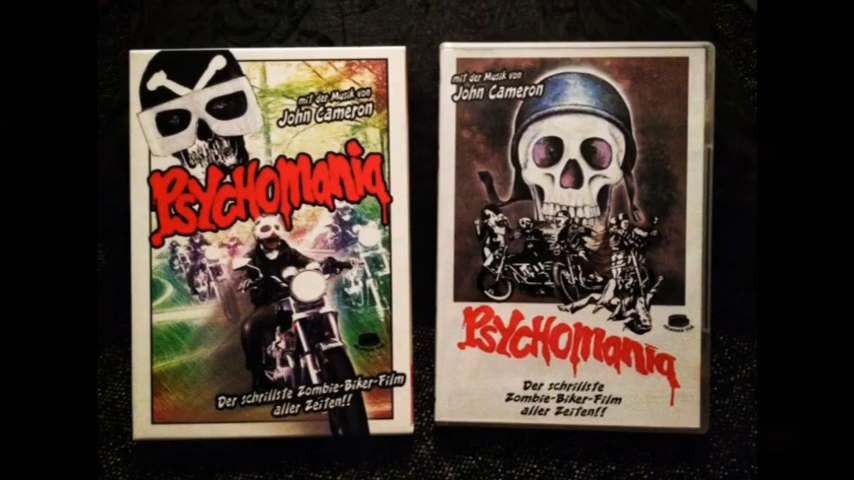 mit der Musik von
John Cameron
PSYCHOMANIA
Der schrillste Zombie-Biker-Film
aller Zeiten!!
mit der Musik von
John Cameron
PSYCHOMANIA
Der schrillste
Zombie-Biker-Film
aller Zeiten!!